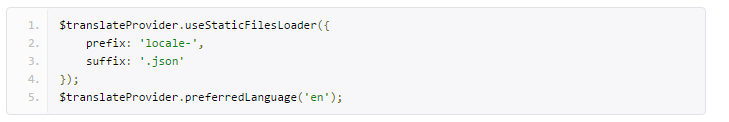 1. $translateProvider.useStaticFilesLoader({
2.     prefix: 'locale-',
3.     suffix: '.json'
4. });
5. $translateProvider.preferredLanguage('en');